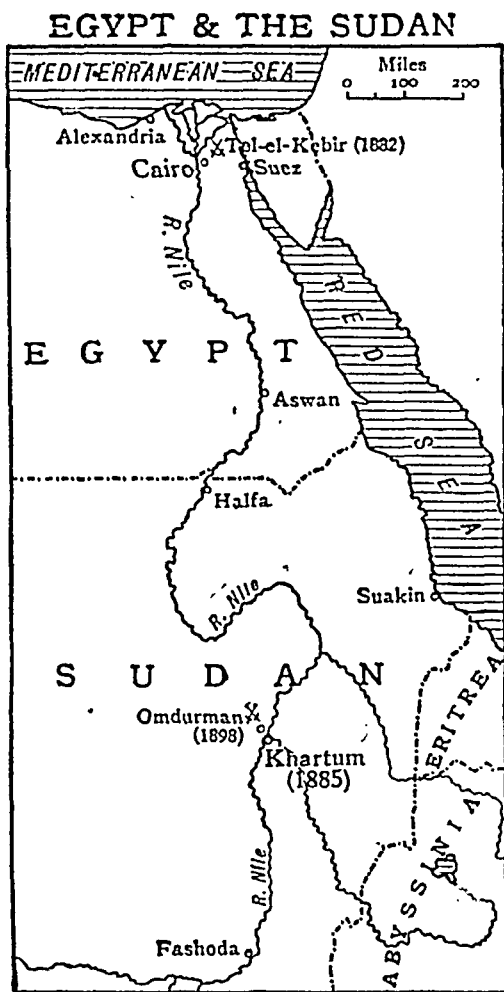 EGYPT & THE SUDAN
MEDITERRANEAN SEA
Miles
0 100 200
Alexandria
Tel-el-Kebir (1882)
Cairo
Suez
R. Nile
RED SEA
EGYPT
Aswan
Halfa
R. Nile
Suakin
SUDAN
ERITREA
Omdurman
(1898)
Khartum
(1885)
ABYSSINIA
R. Nile
Fashoda